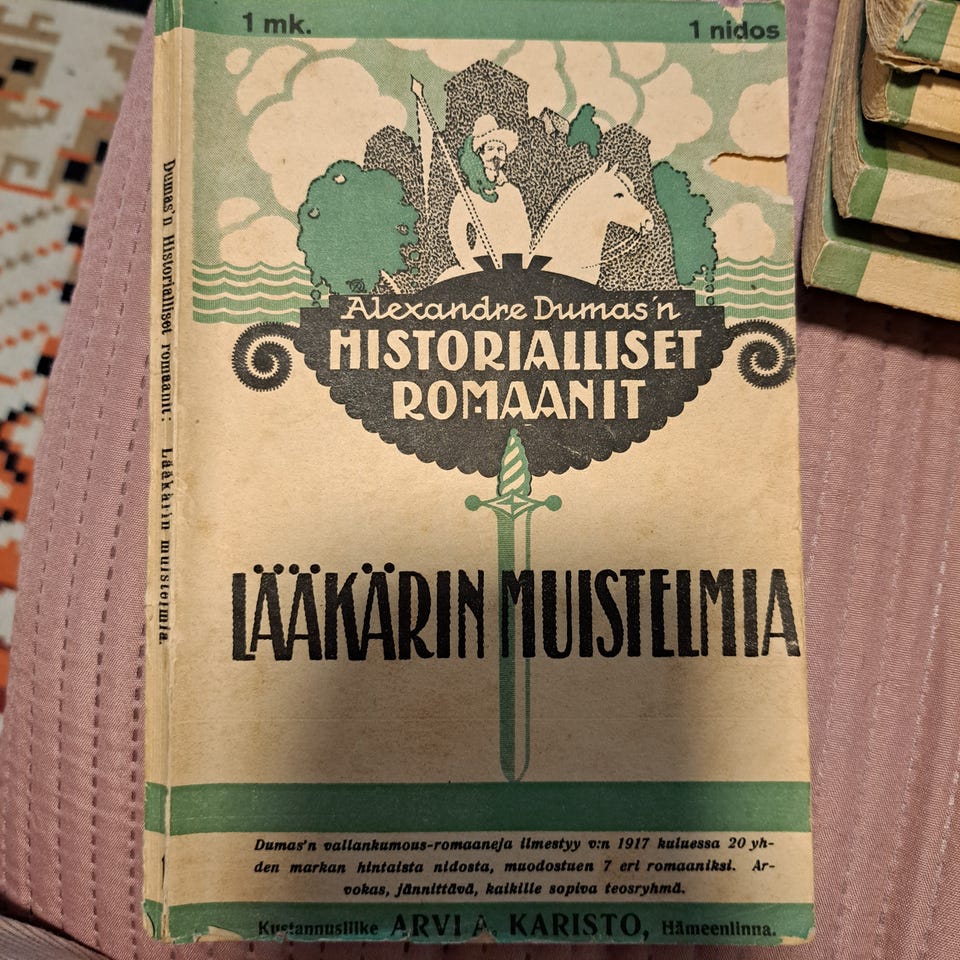 1 mk.
1 nidos
Alexandre Dumas'n
HISTORIALLISET
ROMAANIT
LÄÄKÄRIN MUISTELMIA
Dumas'n vallankumous-romaaneja ilmestyy v:n 1917 kuluessa 20 yh-
den markan hintaista nidosta, muodostuen 7 eri romaaniksi. Ar-
vokas, jännittävä, kaikille sopiva teosryhmä.
Kustannusliike ARVI A. KARISTO, Hämeenlinna.
Dumas'n Historialliset romaanit: Lääkärin muistelmia.